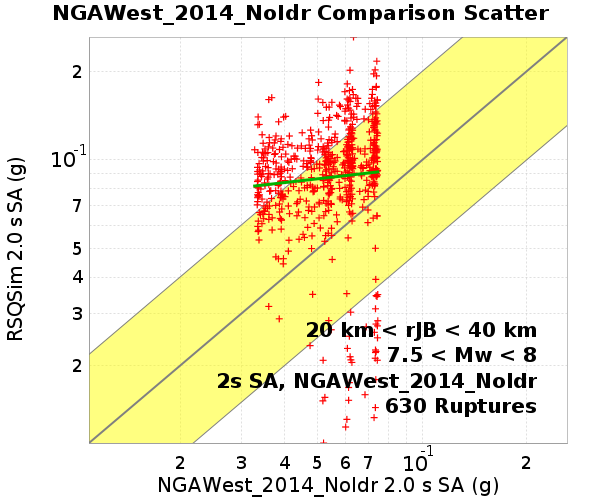 NGAWest_2014_NoIdr Comparison Scatter
RSQSim 2.0 s SA (g)
2
10-1
7
5
4
3
2
20 km < rJB < 40 km
7.5 < Mw < 8
2s SA, NGAWest_2014_NoIdr
630 Ruptures
2 3 4 5 6 7 10-1 2
NGAWest_2014_NoIdr 2.0 s SA (g)